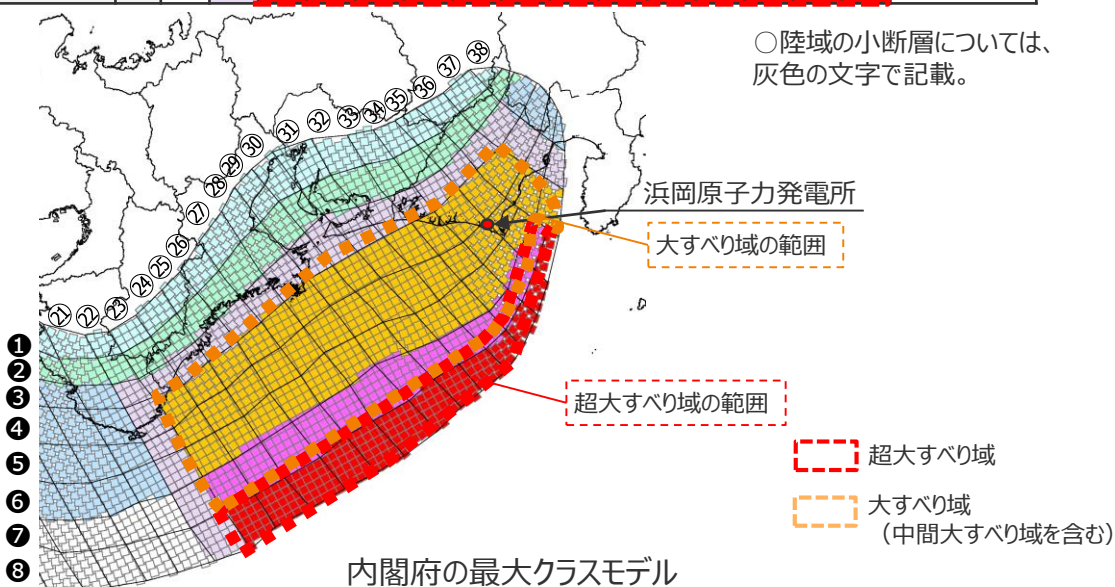 ○陸域の小断層については、
灰色の文字で記載。
㊳
㊲
㊱
㉟
㉞
㉝
㉜
㉛
㉚
㉙
㉘
㉗
㉖
㉕
㉔
㉓
㉒
㉑
浜岡原子力発電所
大すべり域の範囲
❶
❷
❸
❹
❺
❻
❼
❽
超大すべり域の範囲
超大すべり域
大すべり域
（中間大すべり域を含む）
内閣府の最大クラスモデル